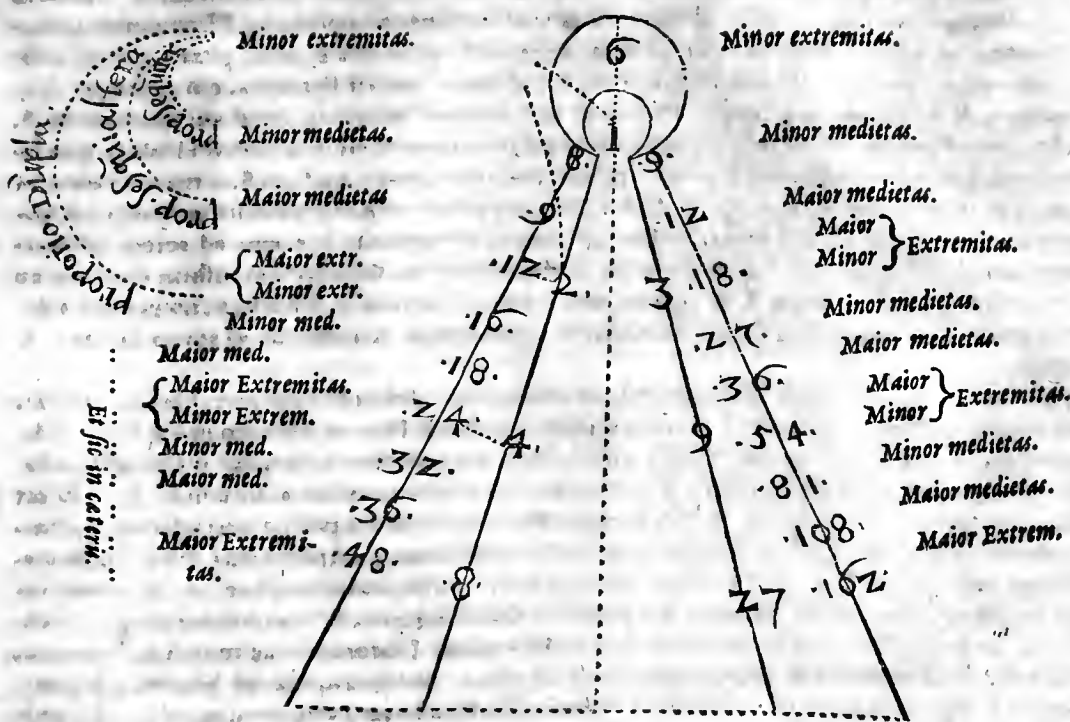 Minor extremitas.
Minor medietas.
Maior medietas
Maior extr.
Minor extr.
Minor med.
Maior med.
Maior Extremitas.
Minor Extrem.
Minor med.
Maior med.
Maior Extremi-
tas.
Et sic in ceteris.
proportio Dupla.
prop. sesquialtera
prop.
6
1
8.
9
.12
.16
.18.
.24.
.32.
.36.
.48.
2.
4.
.8.
3
9
27
.9.
.12
.18.
.27.
.36.
.54.
.81.
.108.
.162.
Minor extremitas.
Minor medietas.
Maior medietas.
Maior
Minor
Extremitas.
Minor medietas.
Maior medietas.
Maior
Minor
Extremitas.
Minor medietas.
Maior medietas.
Maior Extrem.